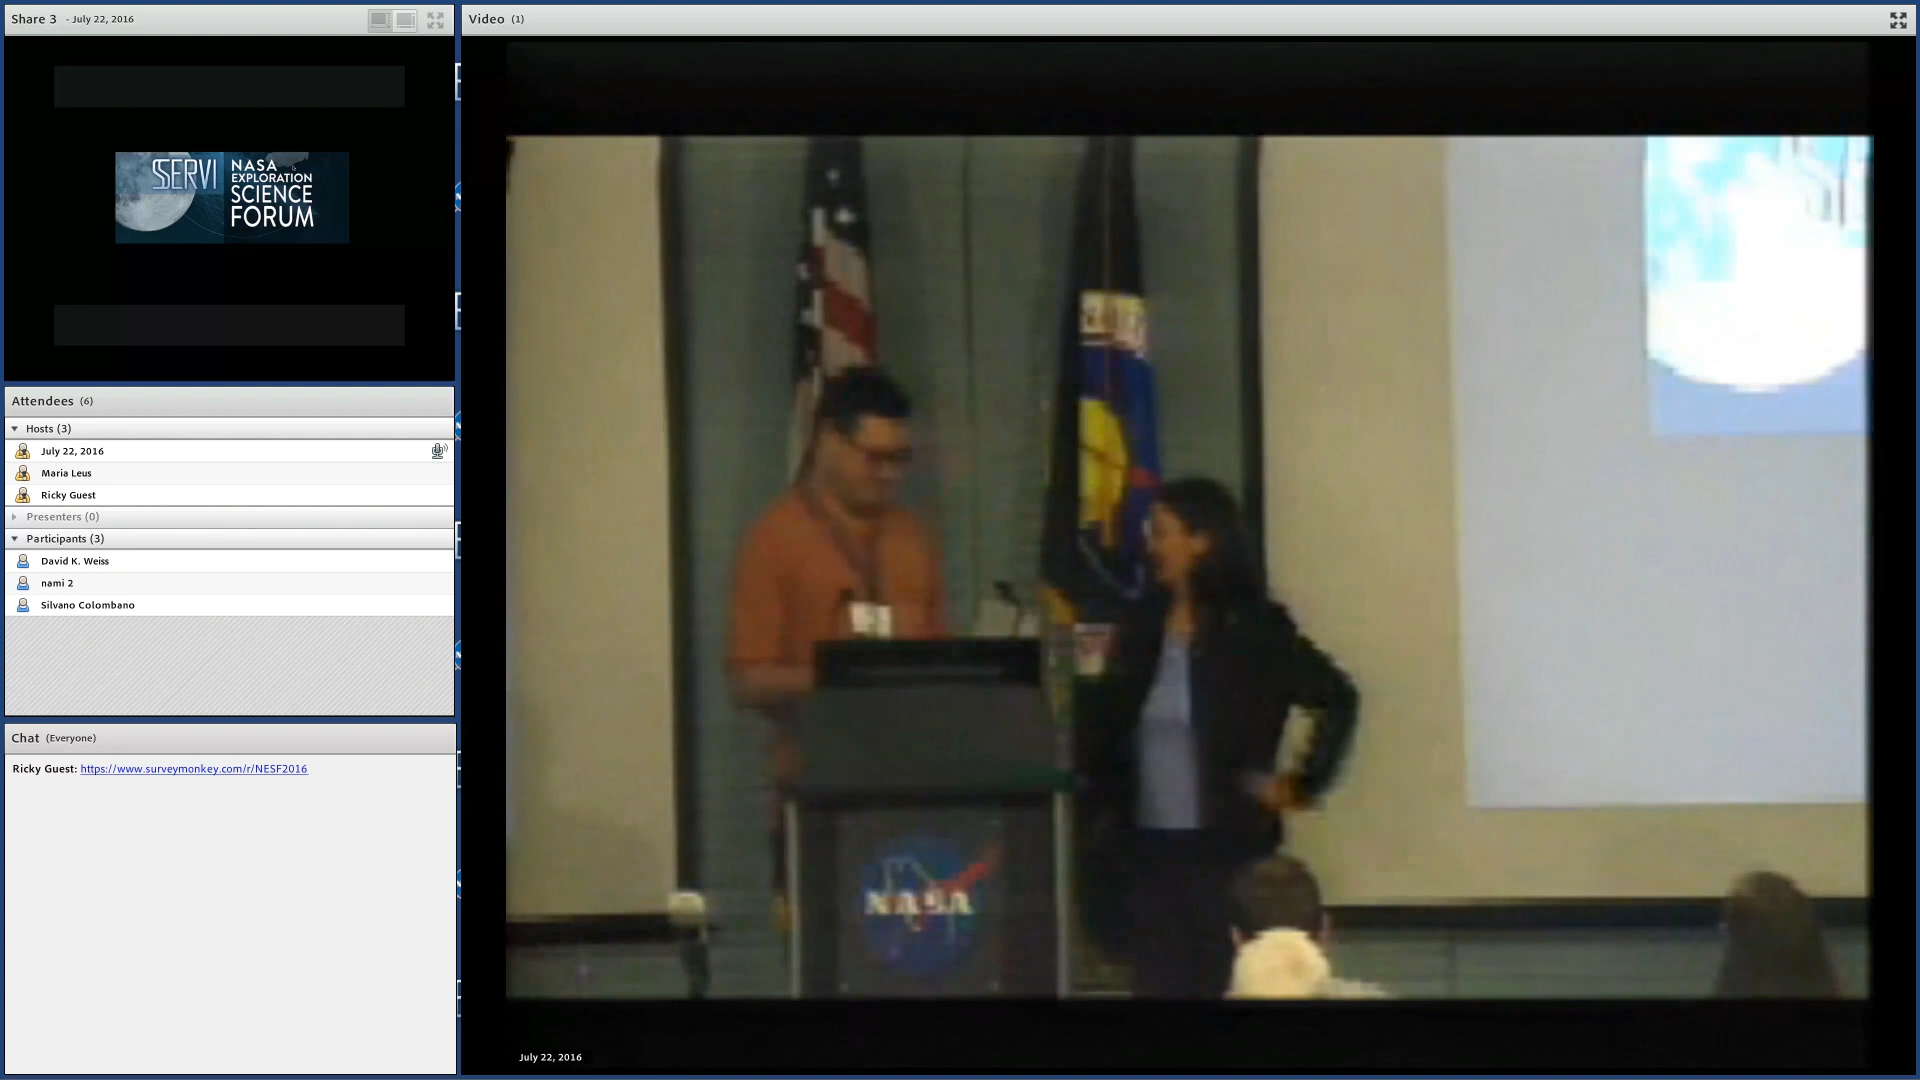 Share 3 - July 22, 2016
SSERVI
NASA
EXPLORATION
SCIENCE
FORUM
Attendees (6)
Hosts (3)
July 22, 2016
Maria Leus
Ricky Guest
Presenters (0)
Participants (3)
David K. Weiss
nami 2
Silvano Colombano
Chat (Everyone)
Ricky Guest: https://www.surveymonkey.com/r/NESF2016
Video (1)
NASA
July 22, 2016